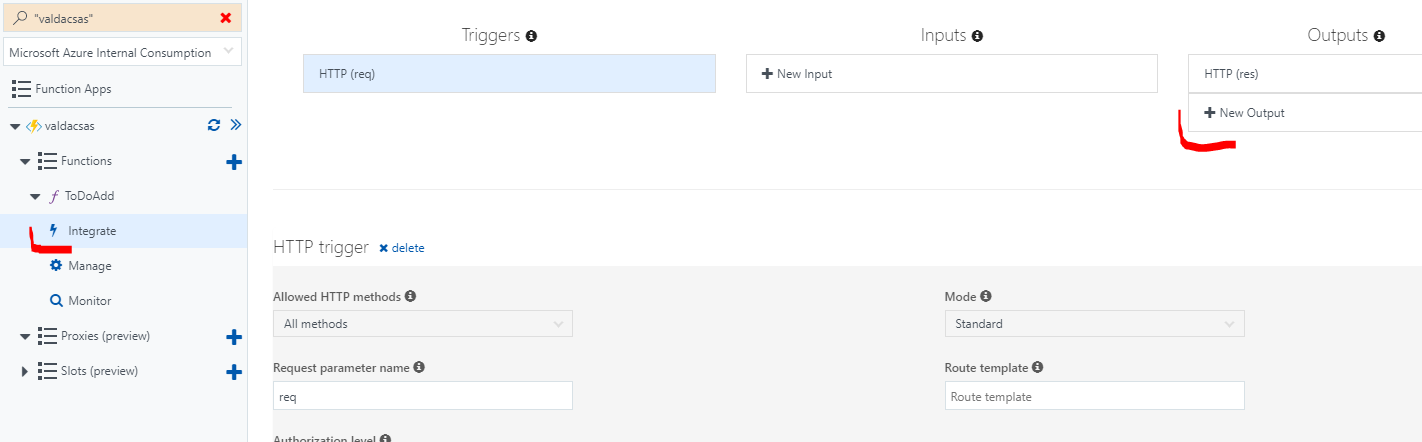 "valdacsas"
Microsoft Azure Internal Consumption
Function Apps
valdacsas
Functions
ToDoAdd
Integrate
Manage
Monitor
Proxies (preview)
Slots (preview)
Triggers
Inputs
Outputs
HTTP (req)
New Input
HTTP (res)
New Output
HTTP trigger
delete
Allowed HTTP methods
Mode
All methods
Standard
Request parameter name
Route template
req
Route template
Authorization level